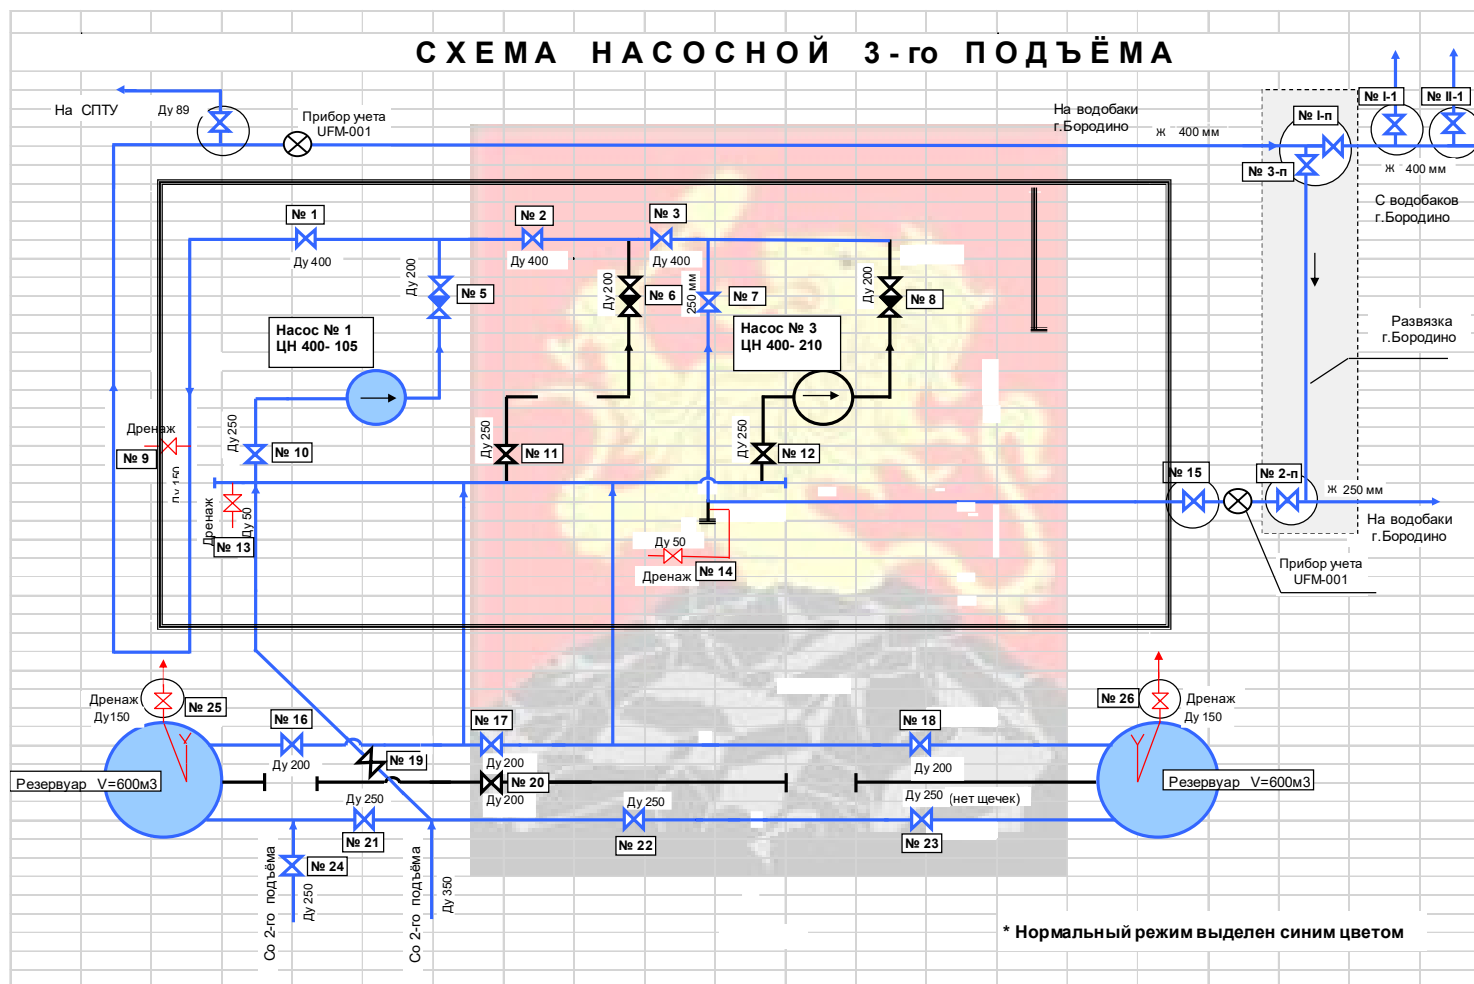 СХЕМА НАСОСНОЙ 3-го ПОДЪЁМА
На СПТУ
Ду 89
Прибор учета
UFM-001
На водобаки
г.Бородино
ж 400 мм
№ I-п
№ I-1
№ II-1
№ 3-п
ж 400 мм
С водобаков
г.Бородино
№ 1
№ 2
№ 3
Ду 400
Ду 400
Ду 400
Ду 200
№ 5
Ду 200
№ 6
250 мм
№ 7
Ду 200
№ 8
Насос № 1
ЦН 400- 105
Насос № 3
ЦН 400- 210
Развязка
г.Бородино
Дренаж
№ 9
Ду 150
Ду 250
№ 10
Ду 250
№ 11
Ду 250
№ 12
№ 15
№ 2-п
ж 250 мм
На водобаки
г.Бородино
Дренаж
Ду 50
№ 13
Ду 50
Дренаж
№ 14
Прибор учета
UFM-001
Дренаж
Ду150
№ 25
№ 16
№ 17
№ 18
№ 26
Дренаж
Ду 150
Ду 200
№ 19
Ду 200
Ду 200
Резервуар V=600м3
№ 20
Ду 200
Резервуар V=600м3
Ду 250
Ду 250
Ду 250 (нет щечек)
№ 21
№ 22
№ 23
№ 24
Со 2-го подъёма
Ду 250
Со 2-го подъёма
Ду 350
* Нормальный режим выделен синим цветом